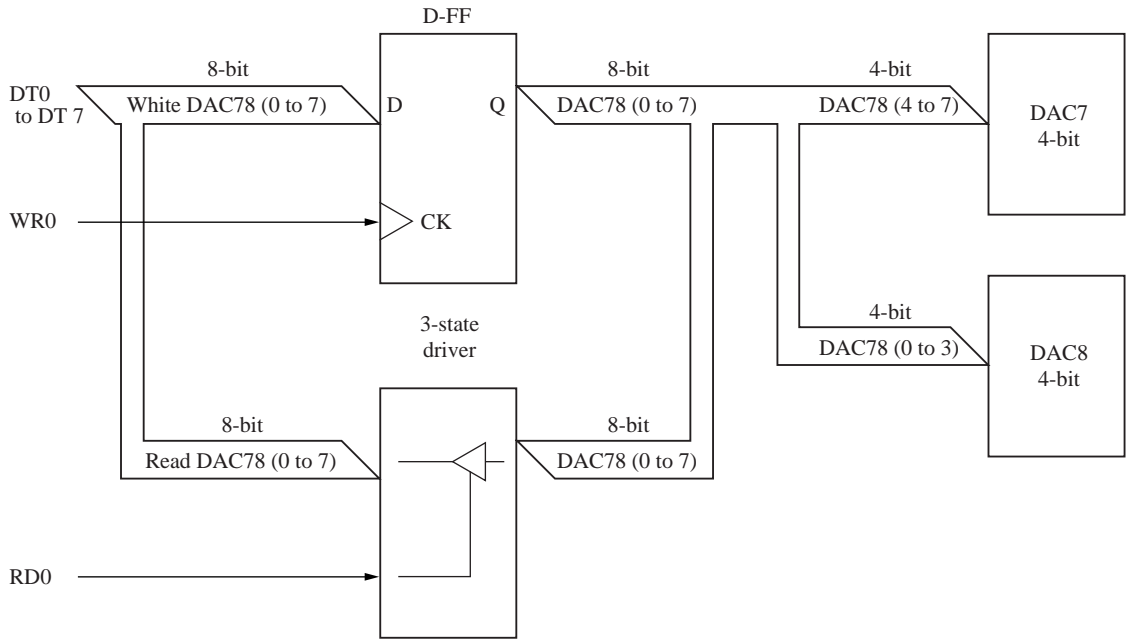 D-FF
8-bit
8-bit
4-bit
DT0
to DT 7
White DAC78 (0 to 7)
D
Q
DAC78 (0 to 7)
DAC78 (4 to 7)
DAC7
4-bit
WR0
CK
3-state
driver
4-bit
DAC78 (0 to 3)
DAC8
4-bit
8-bit
8-bit
Read DAC78 (0 to 7)
DAC78 (0 to 7)
RD0